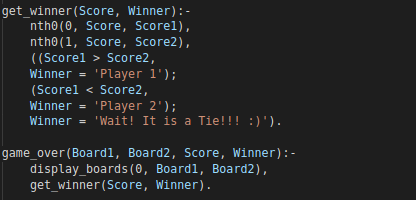 get_winner(Score, Winner):-
    nth0(0, Score, Score1),
    nth0(1, Score, Score2),
    ((Score1 > Score2,
    Winner = 'Player 1');
    (Score1 < Score2,
    Winner = 'Player 2');
    Winner = 'Wait! It is a Tie!!! :)').

game_over(Board1, Board2, Score, Winner):-
    display_boards(0, Board1, Board2),
    get_winner(Score, Winner).